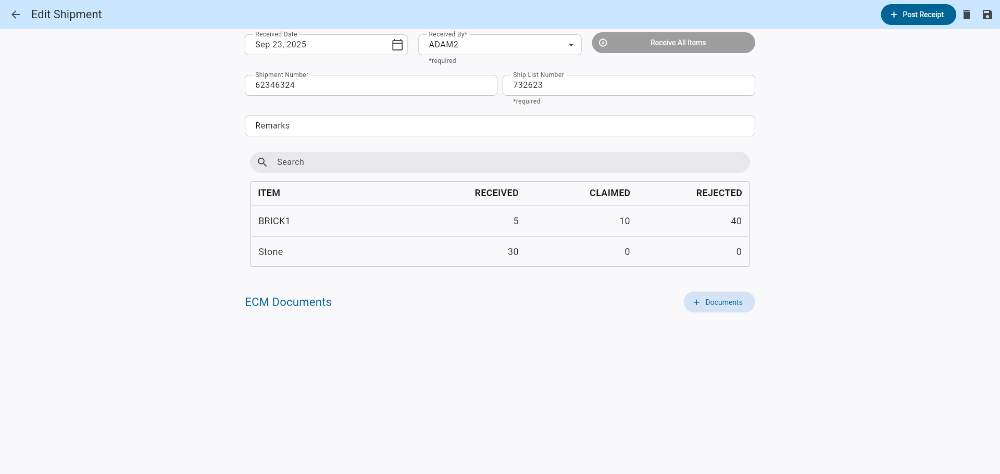 Edit Shipment
Post Receipt
Received Date
Sep 23, 2025
Received By*
ADAM2
*required
Receive All Items
Shipment Number
62346324
Ship List Number
732623
*required
Remarks
Search
ITEM RECEIVED CLAIMED REJECTED
BRICK1 5 10 40
Stone 30 0 0
ECM Documents
Documents